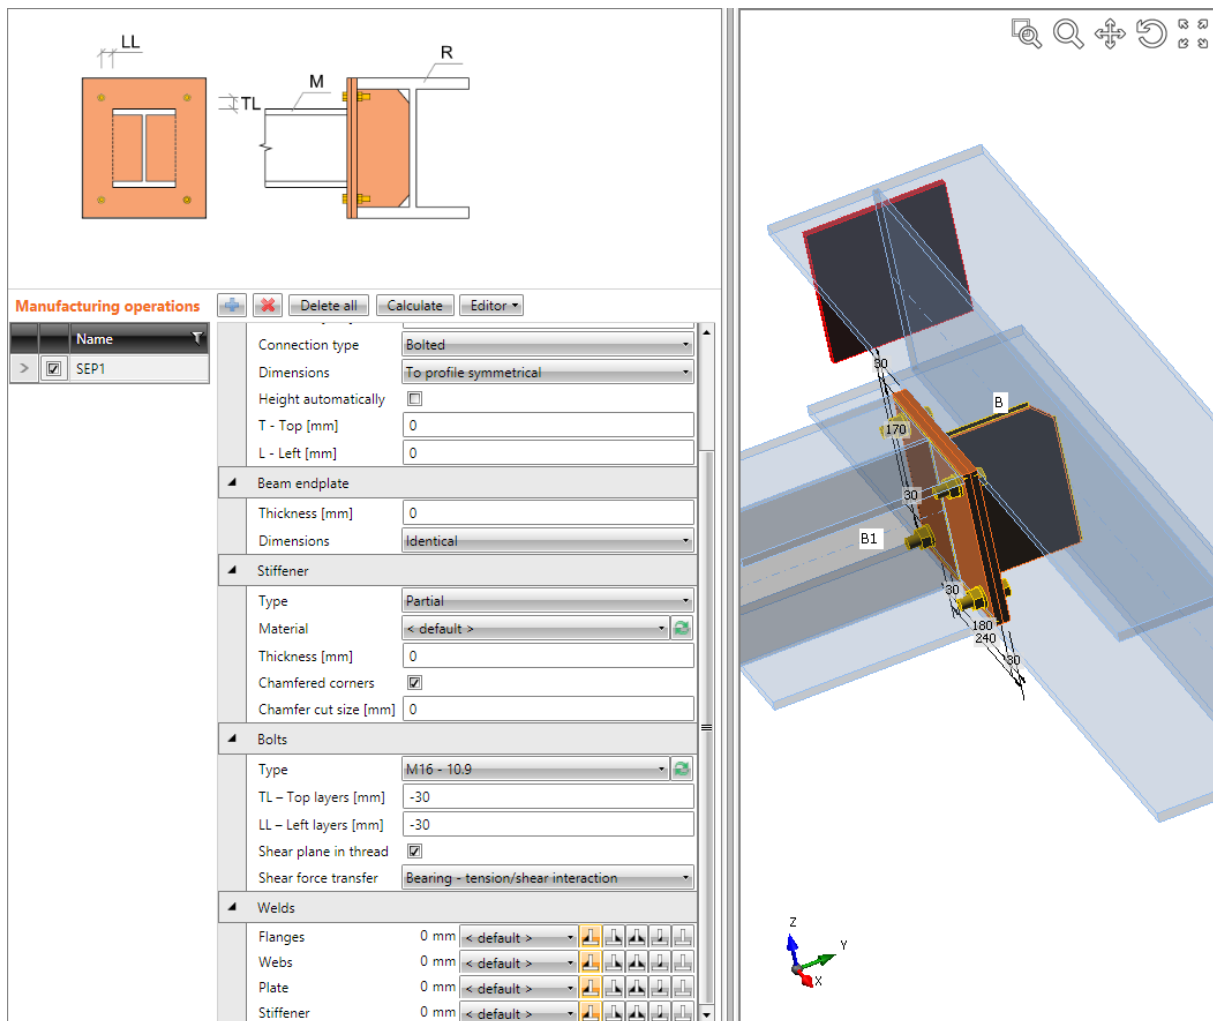 LL
R
M
TL
Manufacturing operations
Delete all
Calculate
Editor
Name
SEP1
Connection type Bolted
Dimensions To profile symmetrical
Height automatically
T - Top [mm] 0
L - Left [mm] 0
Beam endplate
Thickness [mm] 0
Dimensions Identical
Stiffener
Type Partial
Material < default >
Thickness [mm] 0
Chamfered corners
Chamfer cut size [mm] 0
Bolts
Type M16 - 10.9
TL – Top layers [mm] -30
LL – Left layers [mm] -30
Shear plane in thread
Shear force transfer Bearing - tension/shear interaction
Welds
Flanges 0 mm < default >
Webs 0 mm < default >
Plate 0 mm < default >
Stiffener 0 mm < default >
30
B
170
30
B1
30
180
240
30
Z
Y
X